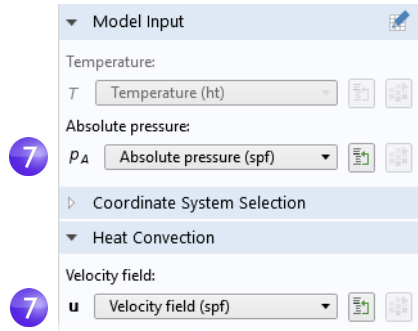 Model Input
Temperature:
T Temperature (ht)
Absolute pressure:
7 pA Absolute pressure (spf)
Coordinate System Selection
Heat Convection
Velocity field:
7 u Velocity field (spf)